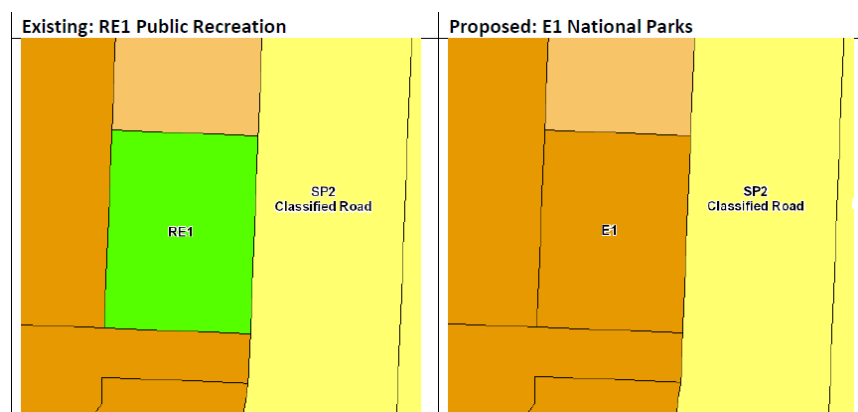 Existing: RE1 Public Recreation
Proposed: E1 National Parks
SP2
Classified Road
RE1
SP2
Classified Road
E1